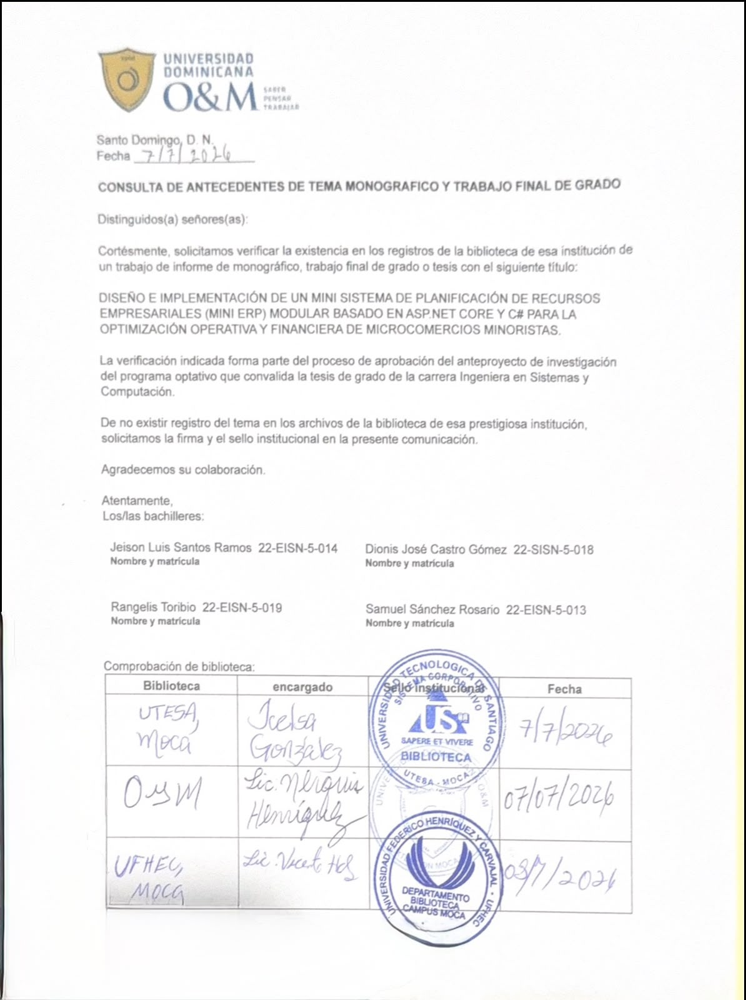 UNIVERSIDAD
DOMINICANA
O&M
SABER
PENSAR
TRABAJAR
Santo Domingo, D. N.
Fecha 7/7/2026
CONSULTA DE ANTECEDENTES DE TEMA MONOGRAFICO Y TRABAJO FINAL DE GRADO
Distinguidos(a) señores(as):
Cortésmente, solicitamos verificar la existencia en los registros de la biblioteca de esa institución de
un trabajo de informe de monográfico, trabajo final de grado o tesis con el siguiente título:
DISEÑO E IMPLEMENTACIÓN DE UN MINI SISTEMA DE PLANIFICACIÓN DE RECURSOS
EMPRESARIALES (MINI ERP) MODULAR BASADO EN ASP.NET CORE Y C# PARA LA
OPTIMIZACIÓN OPERATIVA Y FINANCIERA DE MICROCOMERCIOS MINORISTAS.
La verificación indicada forma parte del proceso de aprobación del anteproyecto de investigación
del programa optativo que convalida la tesis de grado de la carrera Ingeniera en Sistemas y
Computación.
De no existir registro del tema en los archivos de la biblioteca de esa prestigiosa institución,
solicitamos la firma y el sello institucional en la presente comunicación.
Agradecemos su colaboración.
Atentamente,
Los/las bachilleres:
Jeison Luis Santos Ramos 22-EISN-5-014 Dionis José Castro Gómez 22-SISN-5-018
Nombre y matrícula Nombre y matrícula
Rangelis Toribio 22-EISN-5-019 Samuel Sánchez Rosario 22-EISN-5-013
Nombre y matrícula Nombre y matrícula
Comprobación de biblioteca:
Biblioteca encargado Sello institucional Fecha
UTESA,
Moca
Icelsa
González
UNIVERSIDAD TECNOLOGICA DE SANTIAGO
SISTEMA CORPORATIVO
US
SAPERE ET VIVERE
BIBLIOTECA
UTESA - MOCA
7/7/2026
OyM
Lic. Nerquis
Henríquez
O&M
MOCA
07/07/2026
UFHEC,
MOCA
Lic.
UNIVERSIDAD FEDERICO HENRÍQUEZ Y CARVAJAL · UFHEC
DEPARTAMENTO
BIBLIOTECA
CAMPUS MOCA
/7/2026